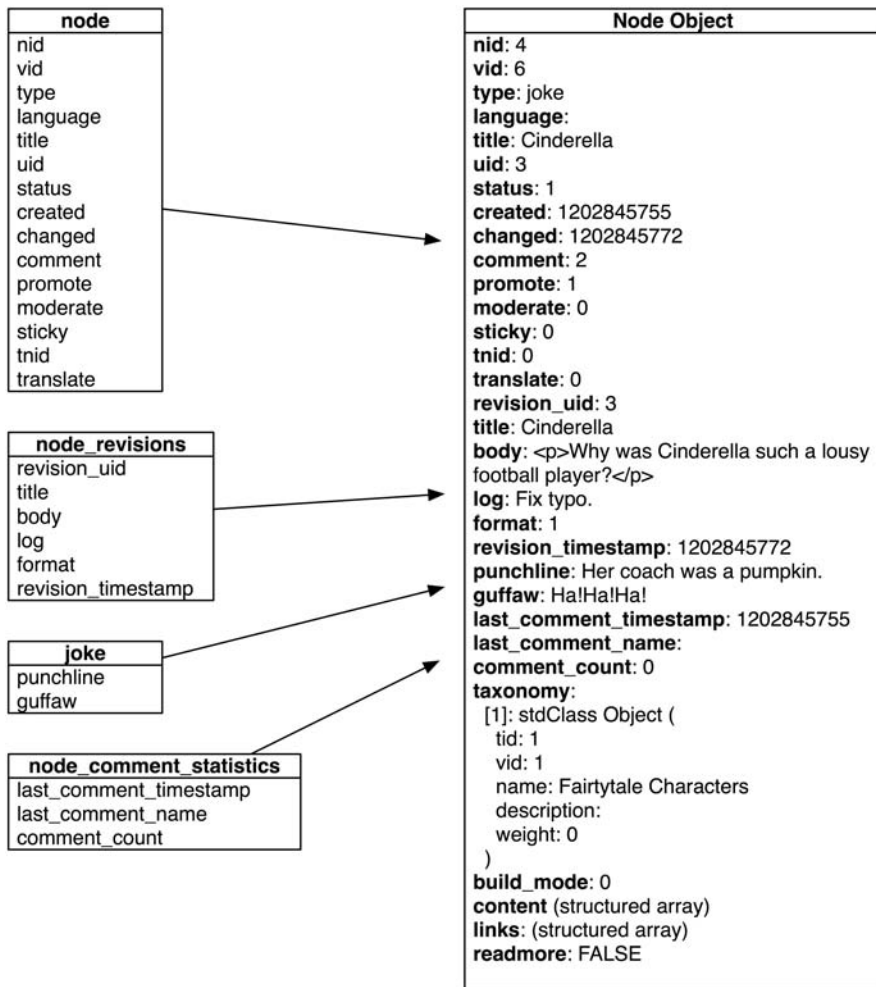 node
nid
vid
type
language
title
uid
status
created
changed
comment
promote
moderate
sticky
tnid
translate
node_revisions
revision_uid
title
body
log
format
revision_timestamp
joke
punchline
guffaw
node_comment_statistics
last_comment_timestamp
last_comment_name
comment_count
Node Object
nid: 4
vid: 6
type: joke
language:
title: Cinderella
uid: 3
status: 1
created: 1202845755
changed: 1202845772
comment: 2
promote: 1
moderate: 0
sticky: 0
tnid: 0
translate: 0
revision_uid: 3
title: Cinderella
body: <p>Why was Cinderella such a lousy
football player?</p>
log: Fix typo.
format: 1
revision_timestamp: 1202845772
punchline: Her coach was a pumpkin.
guffaw: Ha!Ha!Ha!
last_comment_timestamp: 1202845755
last_comment_name:
comment_count: 0
taxonomy:
[1]: stdClass Object (
tid: 1
vid: 1
name: Fairtytale Characters
description:
weight: 0
)
build_mode: 0
content (structured array)
links: (structured array)
readmore: FALSE